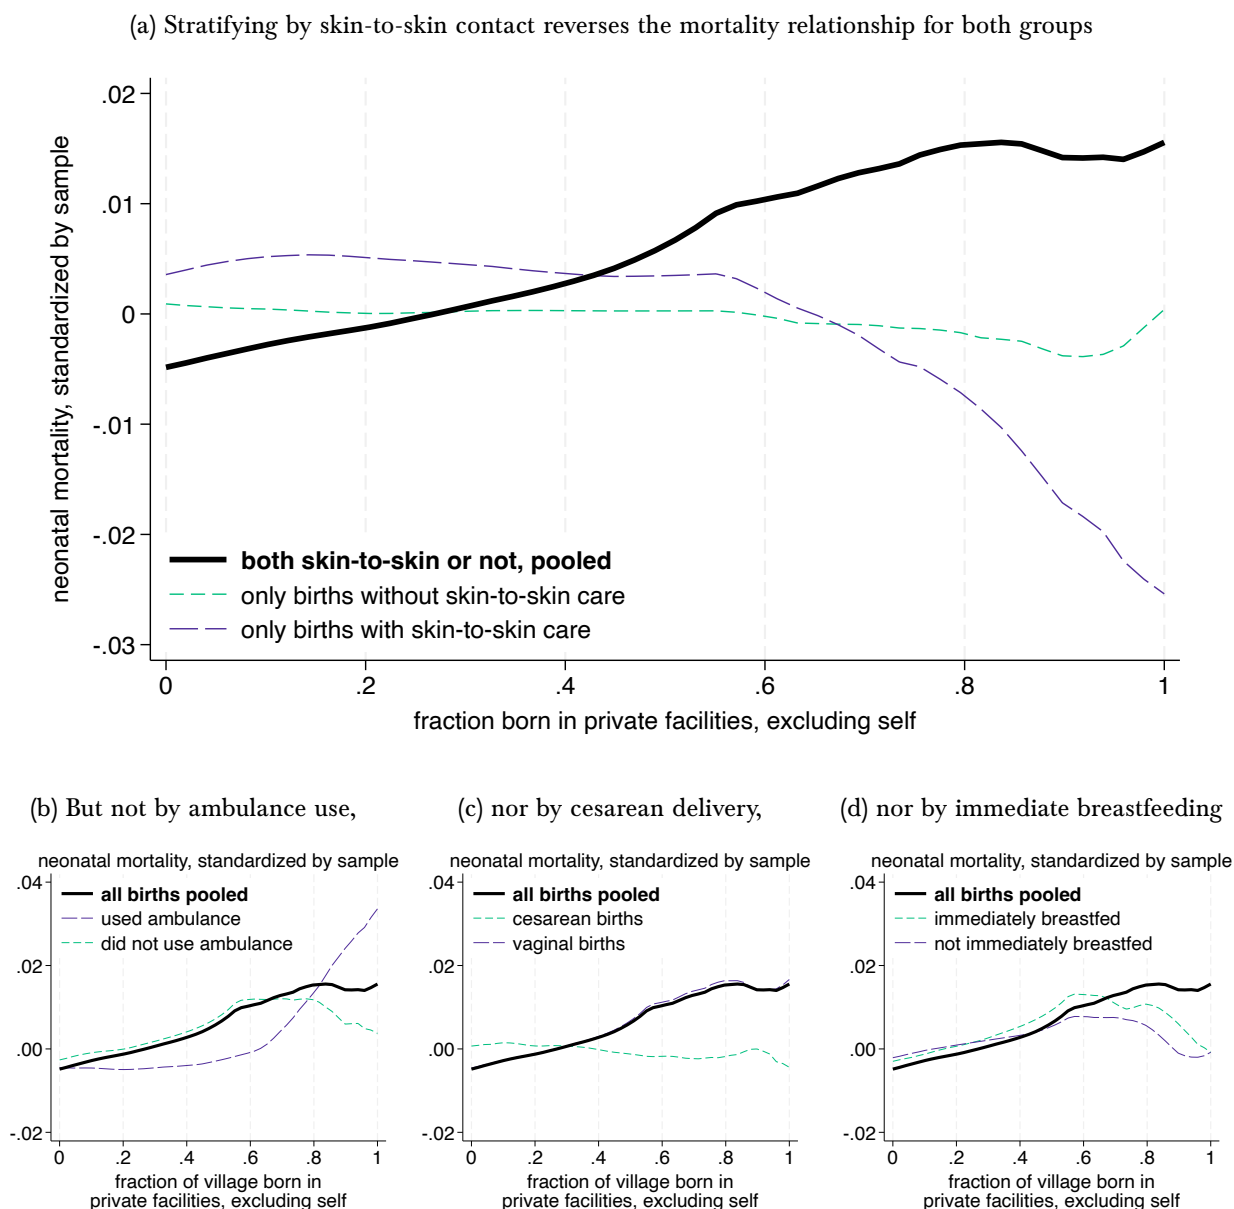 (a) Stratifying by skin-to-skin contact reverses the mortality relationship for both groups
neonatal mortality, standardized by sample
.02
.01
0
-.01
-.02
-.03
both skin-to-skin or not, pooled
only births without skin-to-skin care
only births with skin-to-skin care
0 .2 .4 .6 .8 1
fraction born in private facilities, excluding self
(b) But not by ambulance use,
neonatal mortality, standardized by sample
.04
.02
.00
-.02
all births pooled
used ambulance
did not use ambulance
0 .2 .4 .6 .8 1
fraction of village born in
private facilities, excluding self
(c) nor by cesarean delivery,
neonatal mortality, standardized by sample
.04
.02
.00
-.02
all births pooled
cesarean births
vaginal births
0 .2 .4 .6 .8 1
fraction of village born in
private facilities, excluding self
(d) nor by immediate breastfeeding
neonatal mortality, standardized by sample
.04
.02
.00
-.02
all births pooled
immediately breastfed
not immediately breastfed
0 .2 .4 .6 .8 1
fraction of village born in
private facilities, excluding self